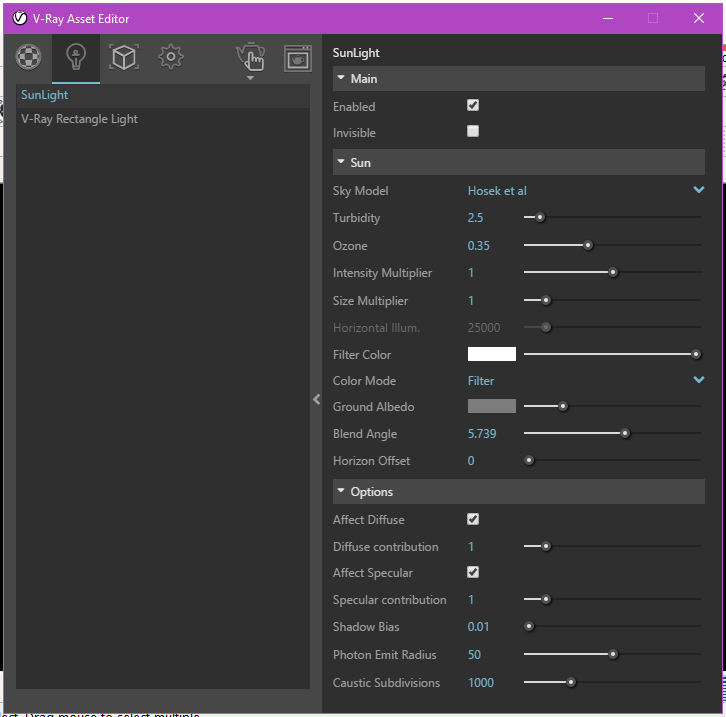 V-Ray Asset Editor
SunLight
V-Ray Rectangle Light
SunLight
Main
Enabled
Invisible
Sun
Sky Model Hosek et al
Turbidity 2.5
Ozone 0.35
Intensity Multiplier 1
Size Multiplier 1
Horizontal Illum. 25000
Filter Color
Color Mode Filter
Ground Albedo
Blend Angle 5.739
Horizon Offset 0
Options
Affect Diffuse
Diffuse contribution 1
Affect Specular
Specular contribution 1
Shadow Bias 0.01
Photon Emit Radius 50
Caustic Subdivisions 1000
Drag mouse to select multiple